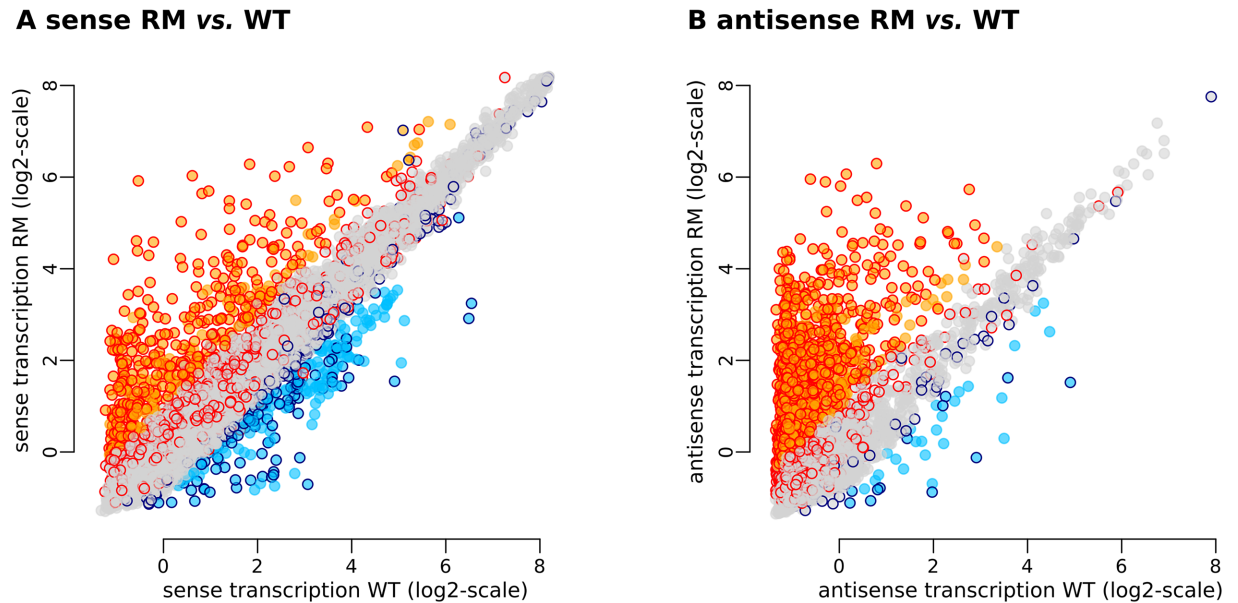 A sense RM vs. WT
8
6
4
2
0
sense transcription RM (log2-scale)
0 2 4 6 8
sense transcription WT (log2-scale)
B antisense RM vs. WT
8
6
4
2
0
antisense transcription RM (log2-scale)
0 2 4 6 8
antisense transcription WT (log2-scale)